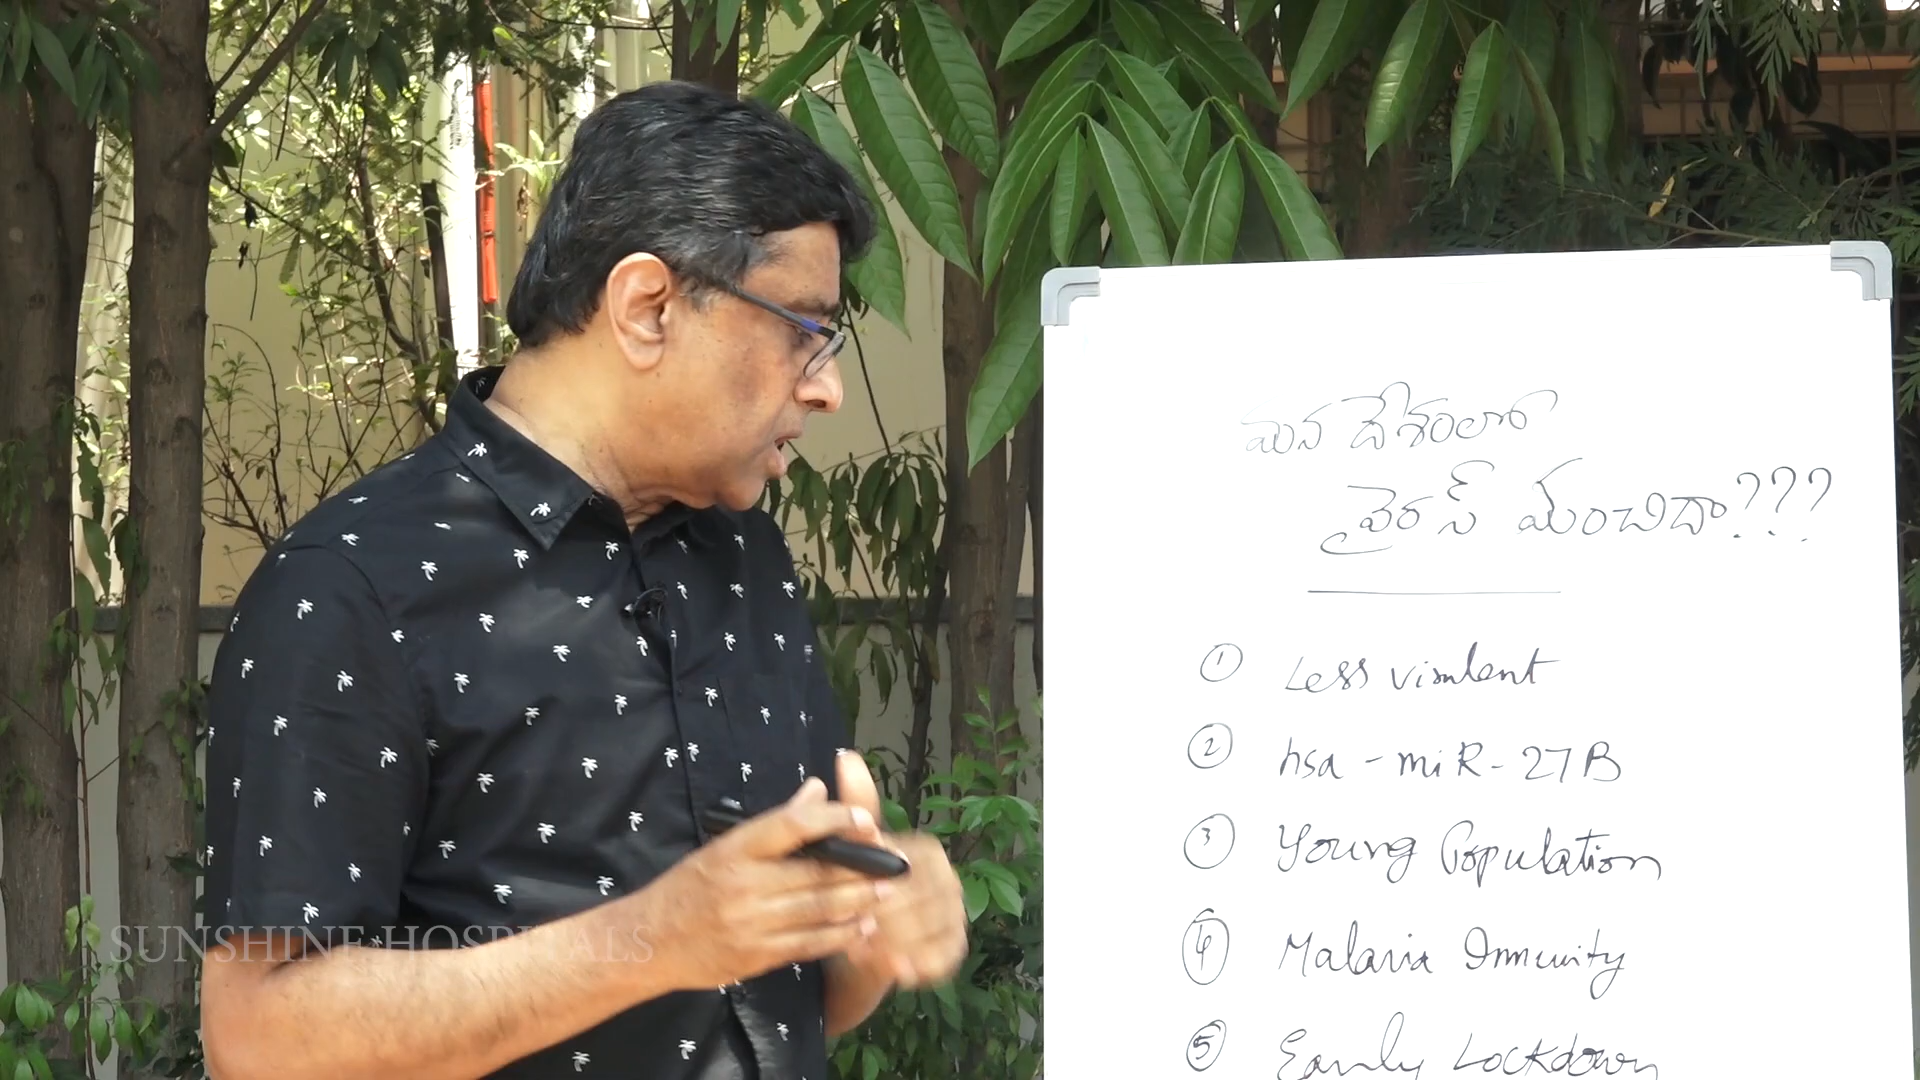 మన దేశంలో
వైరస్ మంచిదా???
① Less virulent
② hsa - miR - 27B
③ Young Population
④ Malaria Immunity
⑤ Early Lockdown
SUNSHINE HOSPITALS